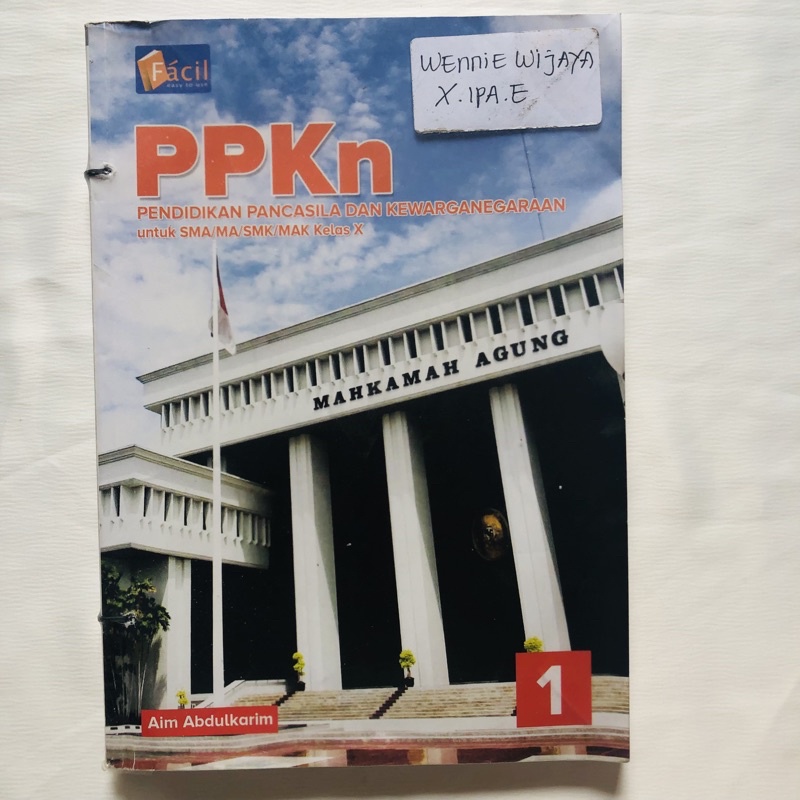 Fácil
easy to use
WENNIE WIJAYA
X.IPA.E
PPKn
PENDIDIKAN PANCASILA DAN KEWARGANEGARAAN
untuk SMA/MA/SMK/MAK Kelas X
MAHKAMAH AGUNG
1
Aim Abdulkarim